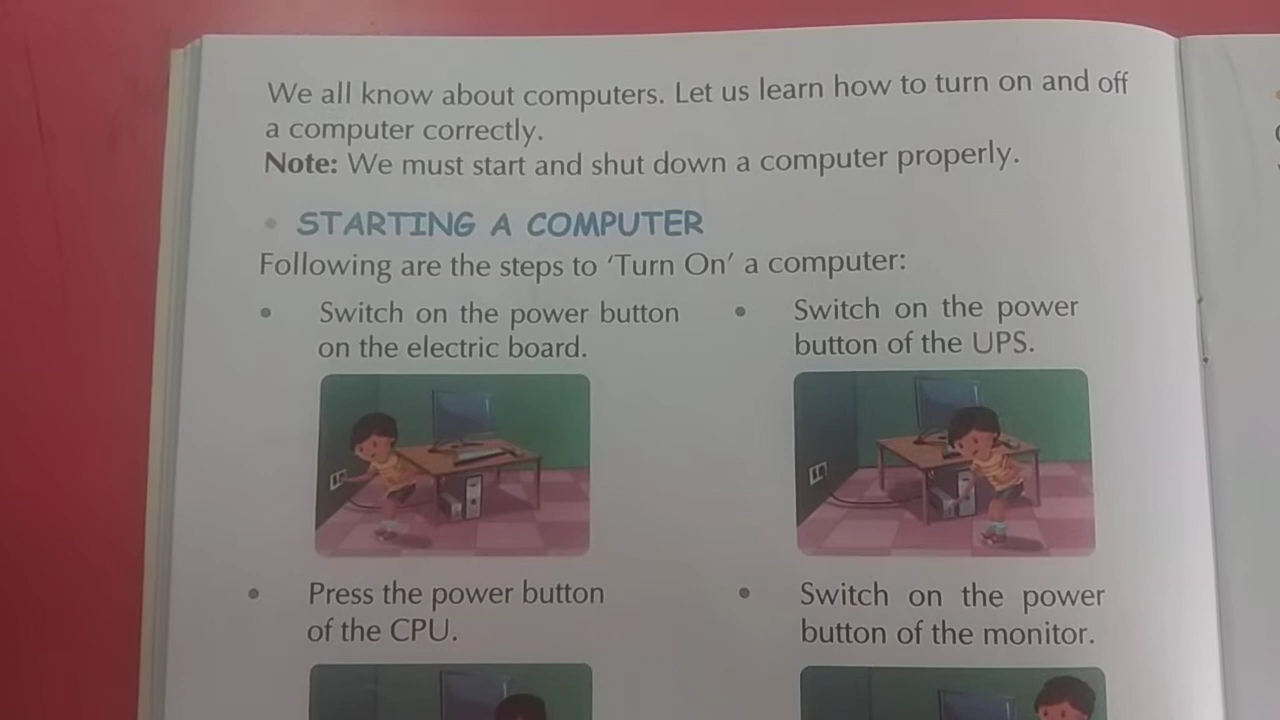 We all know about computers. Let us learn how to turn on and off
a computer correctly.
Note: We must start and shut down a computer properly.
• STARTING A COMPUTER
Following are the steps to ‘Turn On’ a computer:
• Switch on the power button
on the electric board.
• Switch on the power
button of the UPS.
• Press the power button
of the CPU.
• Switch on the power
button of the monitor.